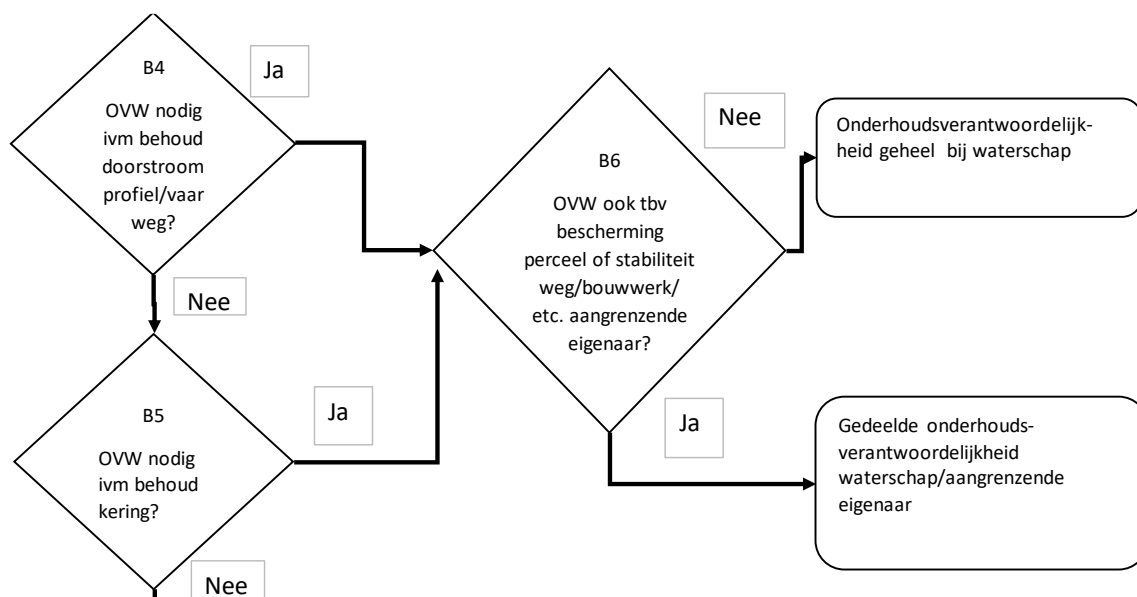 B4
OVW nodig
ivm behoud
doorstroom
profiel/vaar
weg?
Ja
Nee
B5
OVW nodig
ivm behoud
kering?
Ja
Nee
B6
OVW ook tbv
bescherming
perceel of stabiliteit
weg/bouwwerk/
etc. aangrenzende
eigenaar?
Nee
Onderhoudsverantwoordelijk-
heid geheel bij waterschap
Ja
Gedeelde onderhouds-
verantwoordelijkheid
waterschap/aangrenzende
eigenaar